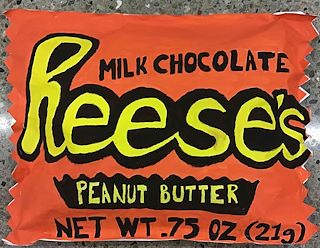 MILK CHOCOLATE
Reese's
PEANUT BUTTER
NET WT. 75 OZ (21g)